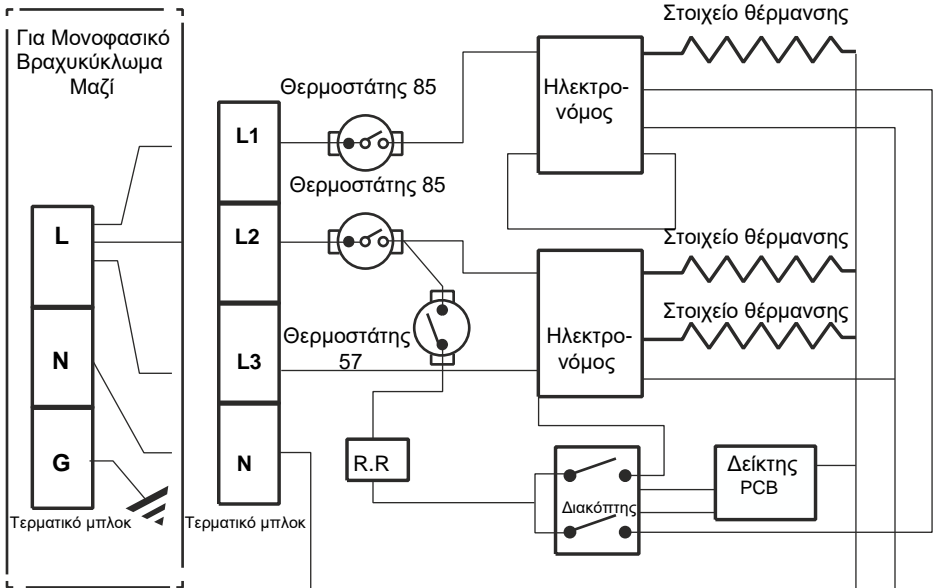 Για Μονοφασικό
Βραχυκύκλωμα
Μαζί
L
N
G
Τερματικό μπλοκ
L1
L2
L3
N
Τερματικό μπλοκ
Θερμοστάτης 85
Θερμοστάτης 85
Θερμοστάτης
57
R.R
Στοιχείο θέρμανσης
Ηλεκτρο-
νόμος
Στοιχείο θέρμανσης
Στοιχείο θέρμανσης
Ηλεκτρο-
νόμος
Διακόπτης
Δείκτης
PCB